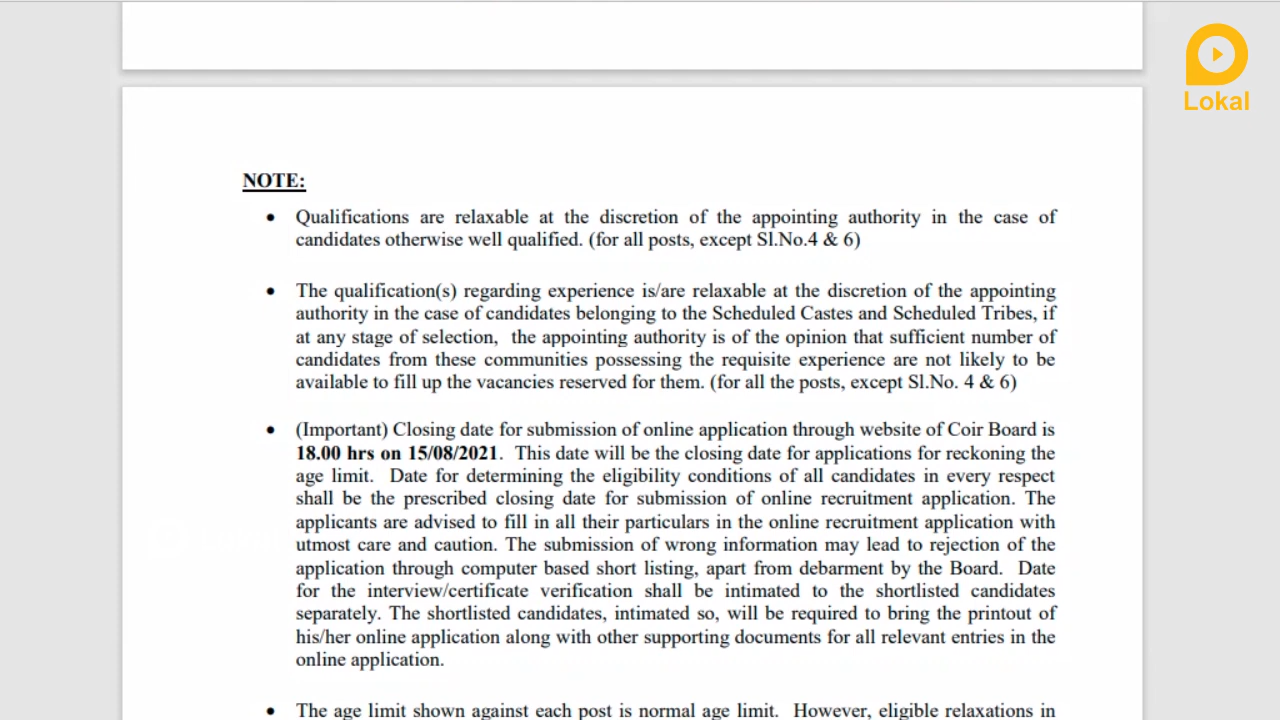 Lokal
NOTE:
• Qualifications are relaxable at the discretion of the appointing authority in the case of
candidates otherwise well qualified. (for all posts, except Sl.No.4 & 6)
• The qualification(s) regarding experience is/are relaxable at the discretion of the appointing
authority in the case of candidates belonging to the Scheduled Castes and Scheduled Tribes, if
at any stage of selection, the appointing authority is of the opinion that sufficient number of
candidates from these communities possessing the requisite experience are not likely to be
available to fill up the vacancies reserved for them. (for all the posts, except Sl.No. 4 & 6)
• (Important) Closing date for submission of online application through website of Coir Board is
18.00 hrs on 15/08/2021. This date will be the closing date for applications for reckoning the
age limit. Date for determining the eligibility conditions of all candidates in every respect
shall be the prescribed closing date for submission of online recruitment application. The
applicants are advised to fill in all their particulars in the online recruitment application with
utmost care and caution. The submission of wrong information may lead to rejection of the
application through computer based short listing, apart from debarment by the Board. Date
for the interview/certificate verification shall be intimated to the shortlisted candidates
separately. The shortlisted candidates, intimated so, will be required to bring the printout of
his/her online application along with other supporting documents for all relevant entries in the
online application.
• The age limit shown against each post is normal age limit. However, eligible relaxations in